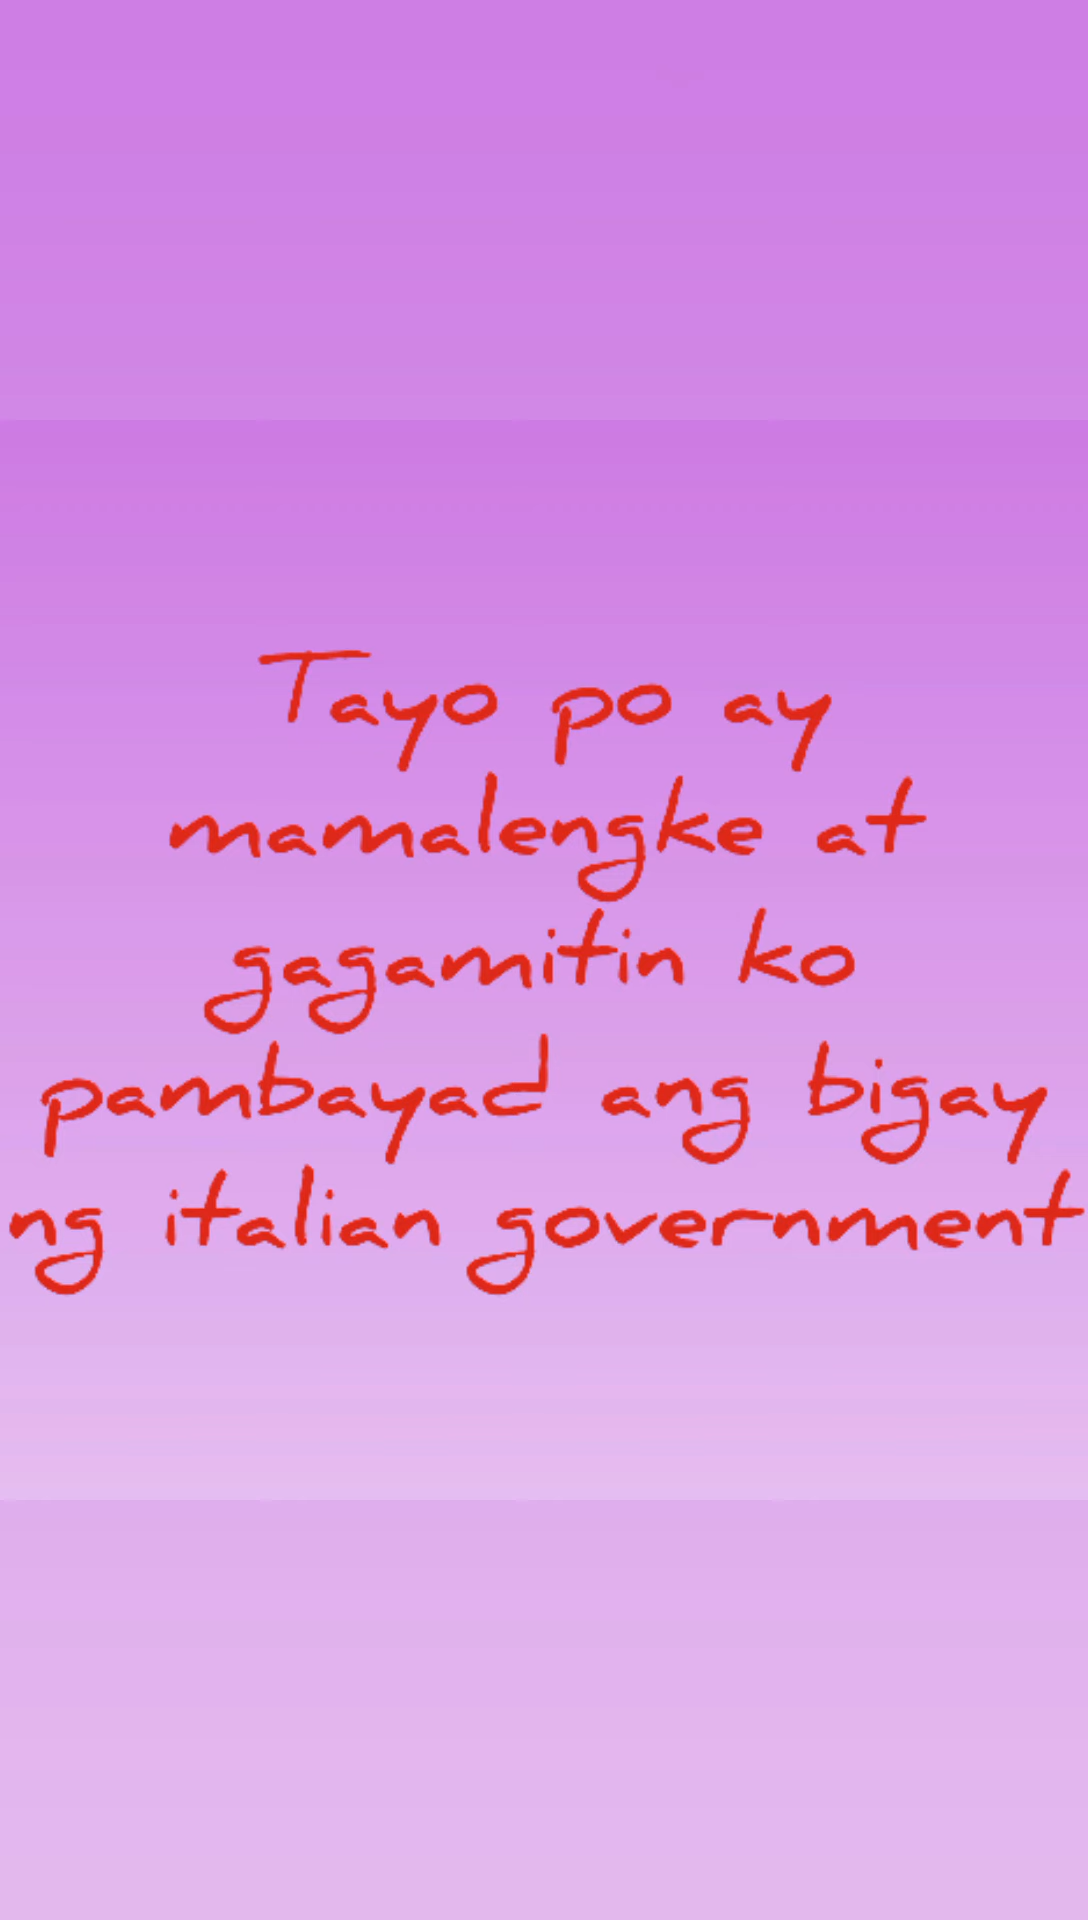 Tayo po ay
mamalengke at
gagamitin ko
pambayad ang bigay
ng italian government